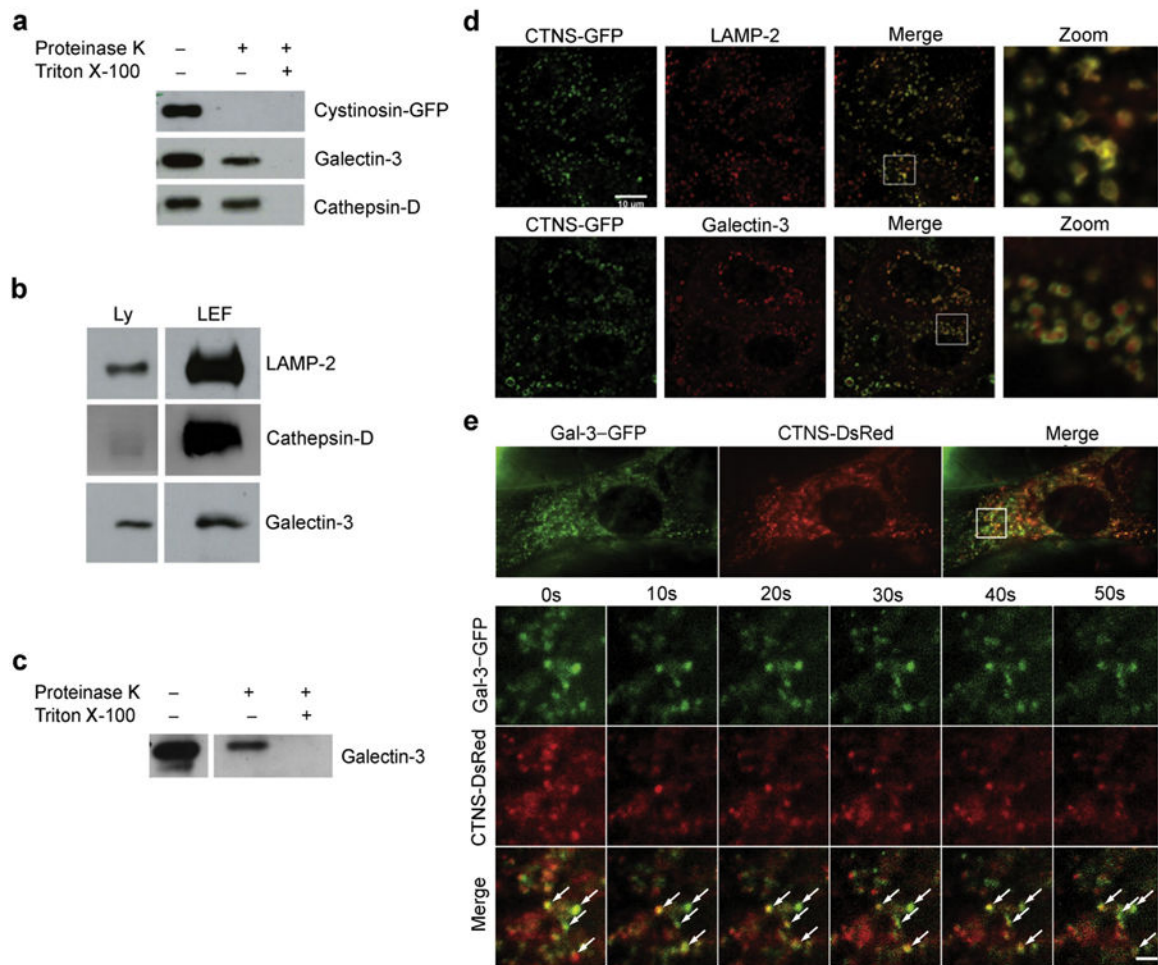 a
Proteinase K – + +
Triton X-100 – – +
Cystinosin-GFP
Galectin-3
Cathepsin-D
b
Ly LEF
LAMP-2
Cathepsin-D
Galectin-3
c
Proteinase K – + +
Triton X-100 – – +
Galectin-3
d
CTNS-GFP LAMP-2 Merge Zoom
10 µm
CTNS-GFP Galectin-3 Merge Zoom
e
Gal-3–GFP CTNS-DsRed Merge
0s 10s 20s 30s 40s 50s
Gal-3–GFP
CTNS-DsRed
Merge